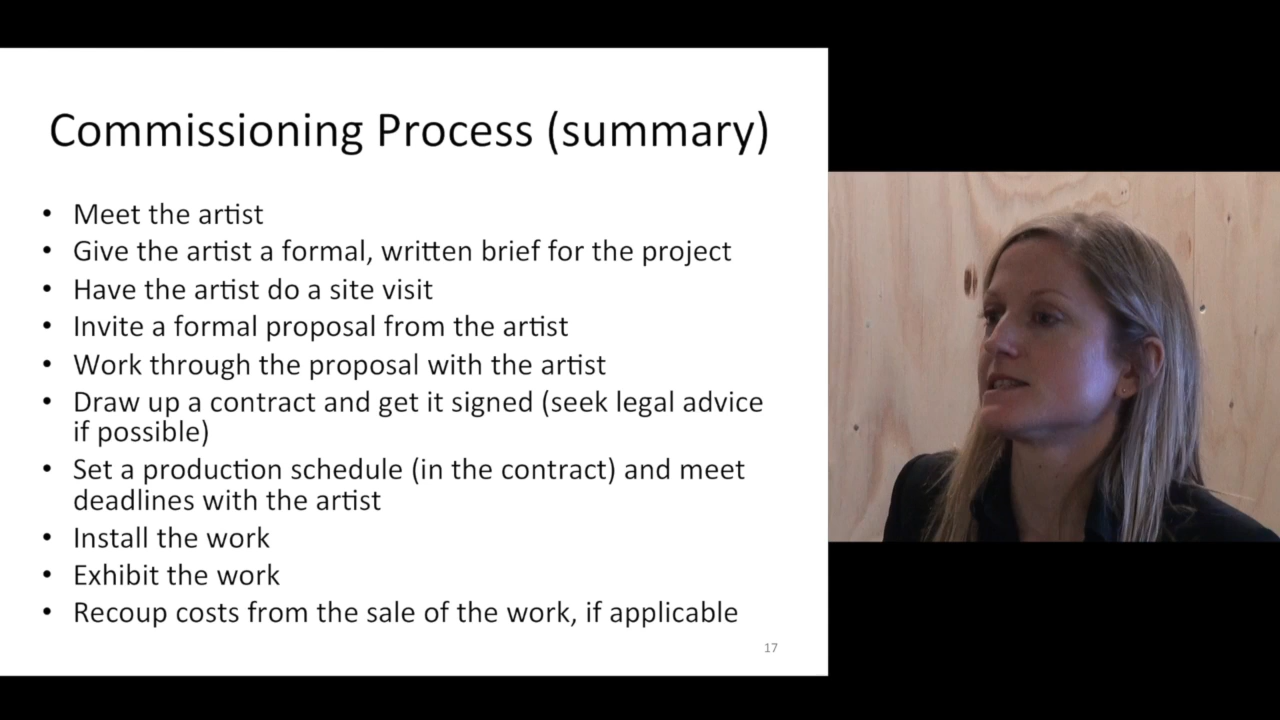 Commissioning Process (summary)
• Meet the artist
• Give the artist a formal, written brief for the project
• Have the artist do a site visit
• Invite a formal proposal from the artist
• Work through the proposal with the artist
• Draw up a contract and get it signed (seek legal advice
if possible)
• Set a production schedule (in the contract) and meet
deadlines with the artist
• Install the work
• Exhibit the work
• Recoup costs from the sale of the work, if applicable
17